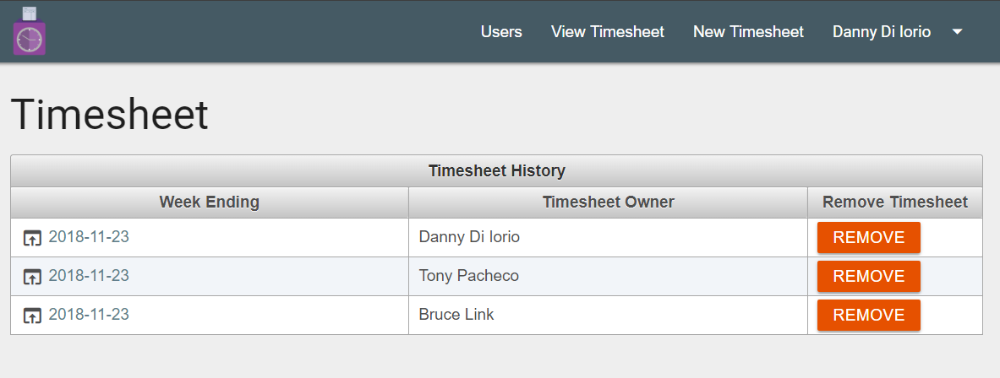 Users View Timesheet New Timesheet Danny Di Iorio
Timesheet
Timesheet History
Week Ending Timesheet Owner Remove Timesheet
2018-11-23 Danny Di Iorio REMOVE
2018-11-23 Tony Pacheco REMOVE
2018-11-23 Bruce Link REMOVE